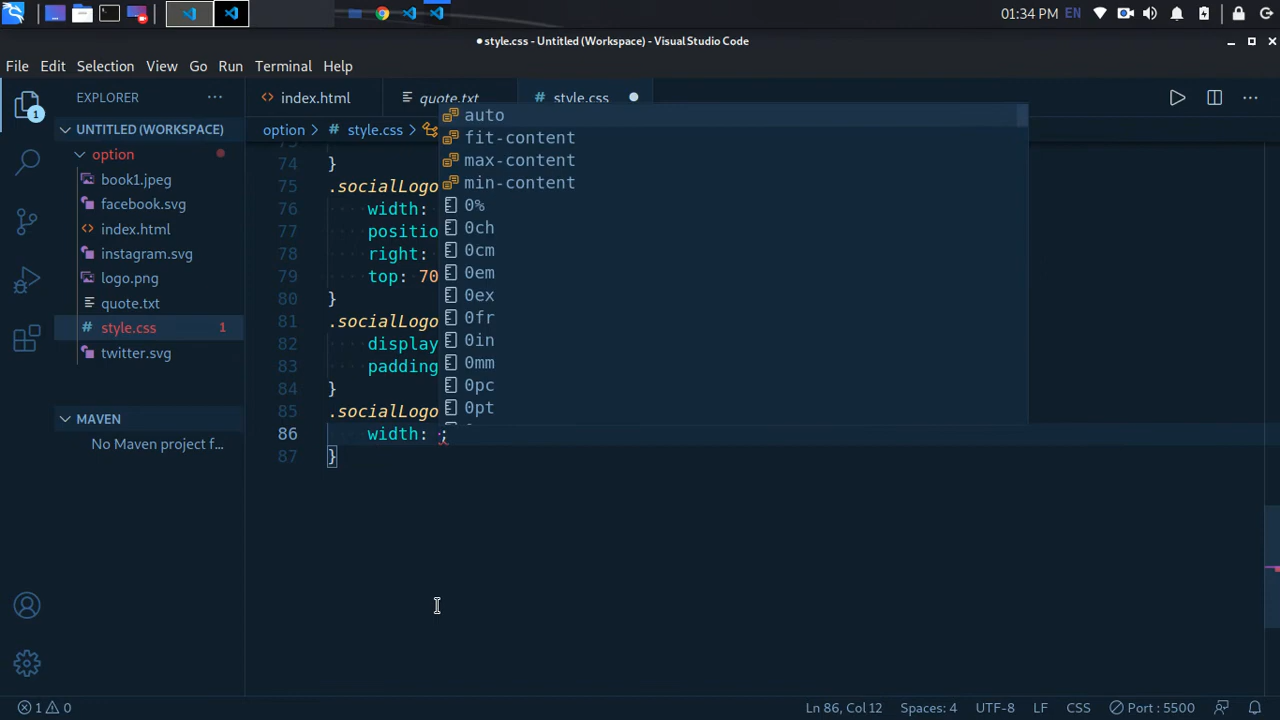 01:34 PM EN
style.css - Untitled (Workspace) - Visual Studio Code
File Edit Selection View Go Run Terminal Help
EXPLORER
index.html
quote.txt
style.css
1
UNTITLED (WORKSPACE)
option
style.css
option
book1.jpeg
facebook.svg
index.html
instagram.svg
logo.png
quote.txt
style.css 1
twitter.svg
MAVEN
No Maven project f...
74 }
75 .socialLogo
76 width:
77 positio
78 right:
79 top: 70
80 }
81 .socialLogo
82 display
83 padding
84 }
85 .socialLogo
86 width: ;
87 }
auto
fit-content
max-content
min-content
0%
0ch
0cm
0em
0ex
0fr
0in
0mm
0pc
0pt
1 0
Ln 86, Col 12 Spaces: 4 UTF-8 LF CSS Port : 5500